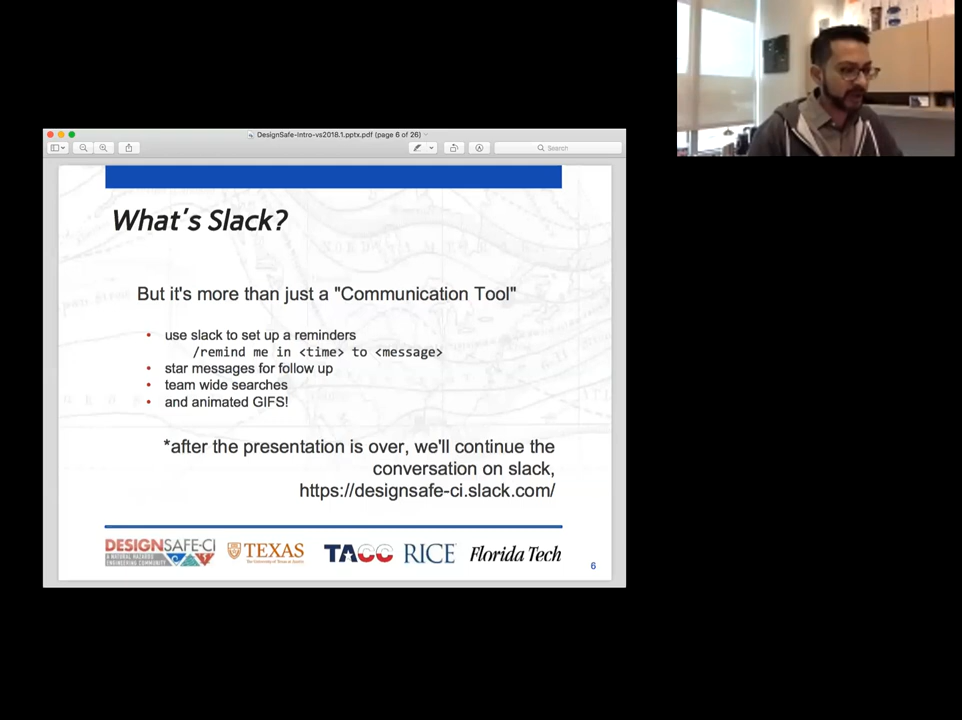 DesignSafe-Intro-vs2018.1.pptx.pdf (page 6 of 26)
Search
What's Slack?
But it's more than just a "Communication Tool"
• use slack to set up a reminders
/remind me in <time> to <message>
• star messages for follow up
• team wide searches
• and animated GIFS!
*after the presentation is over, we'll continue the
conversation on slack,
https://designsafe-ci.slack.com/
DESIGNSAFE-CI
A NATURAL HAZARDS
ENGINEERING COMMUNITY
TEXAS
The University of Texas at Austin
TACC
RICE
Florida Tech
6